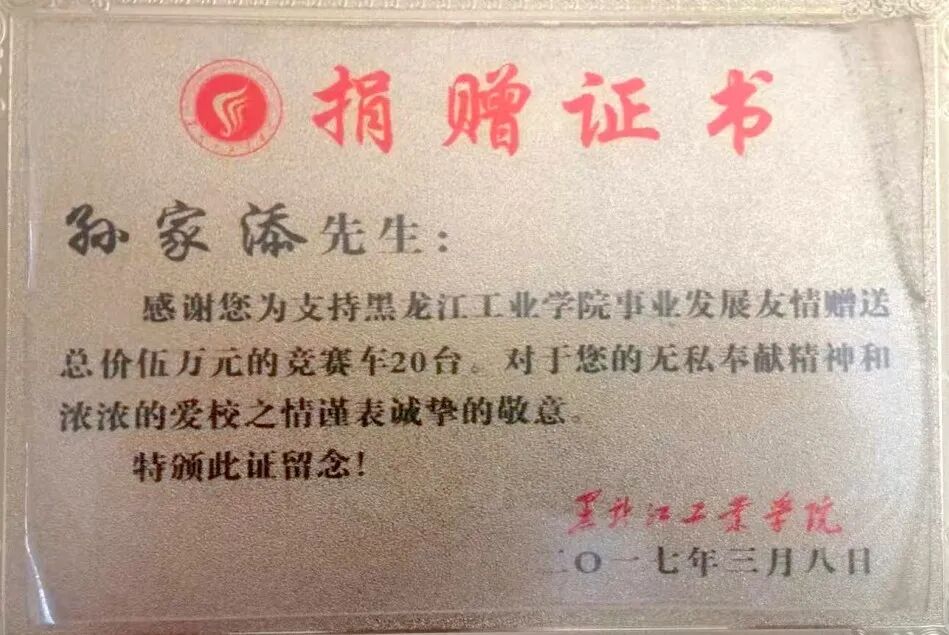 捐赠证书
孙家添先生：
感谢您为支持黑龙江工业学院事业发展友情赠送
总价伍万元的竞赛车20台。对于您的无私奉献精神和
浓浓的爱校之情谨表诚挚的敬意。
特颁此证留念！
黑龙江工业学院
二〇一七年三月八日